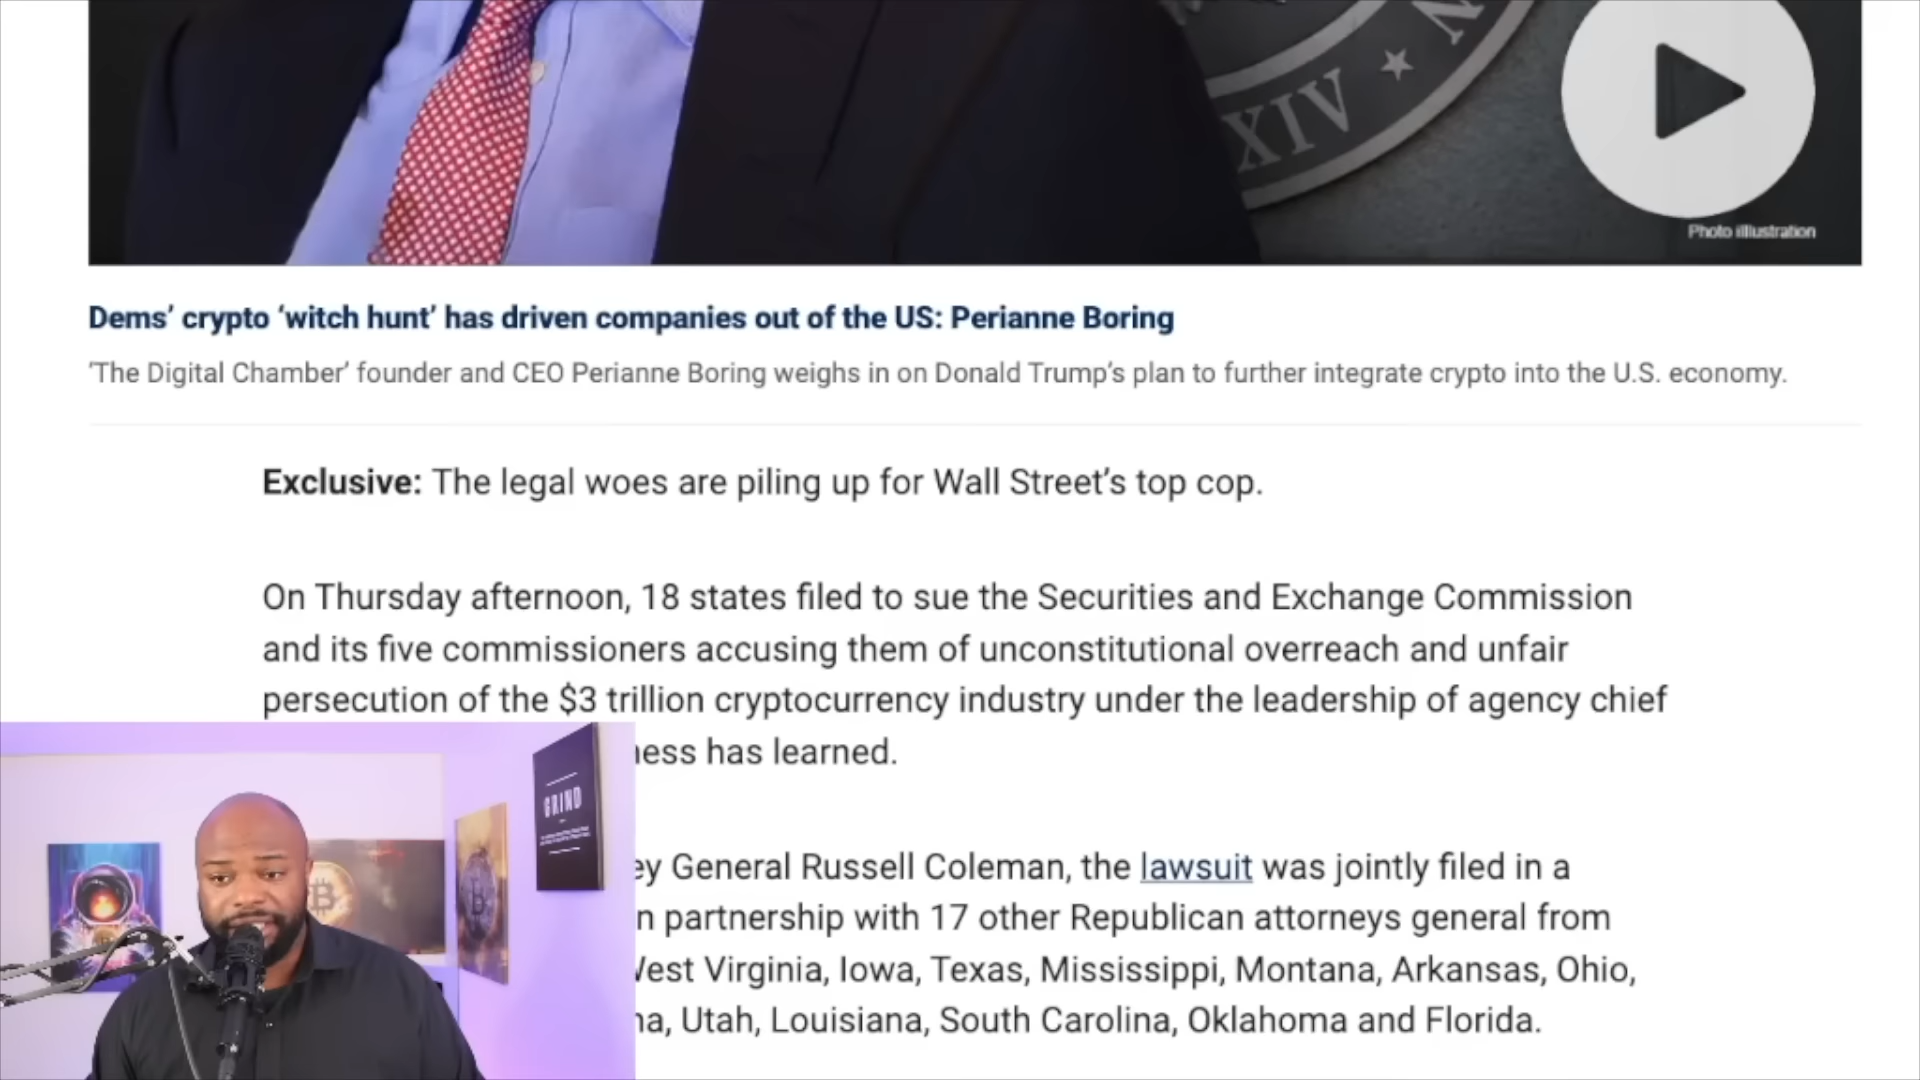 XIV ★ N
Photo illustration
Dems’ crypto ‘witch hunt’ has driven companies out of the US: Perianne Boring
‘The Digital Chamber’ founder and CEO Perianne Boring weighs in on Donald Trump’s plan to further integrate crypto into the U.S. economy.
Exclusive: The legal woes are piling up for Wall Street’s top cop.
On Thursday afternoon, 18 states filed to sue the Securities and Exchange Commission
and its five commissioners accusing them of unconstitutional overreach and unfair
persecution of the $3 trillion cryptocurrency industry under the leadership of agency chief
ness has learned.
ey General Russell Coleman, the lawsuit was jointly filed in a
n partnership with 17 other Republican attorneys general from
West Virginia, Iowa, Texas, Mississippi, Montana, Arkansas, Ohio,
na, Utah, Louisiana, South Carolina, Oklahoma and Florida.
GRIND